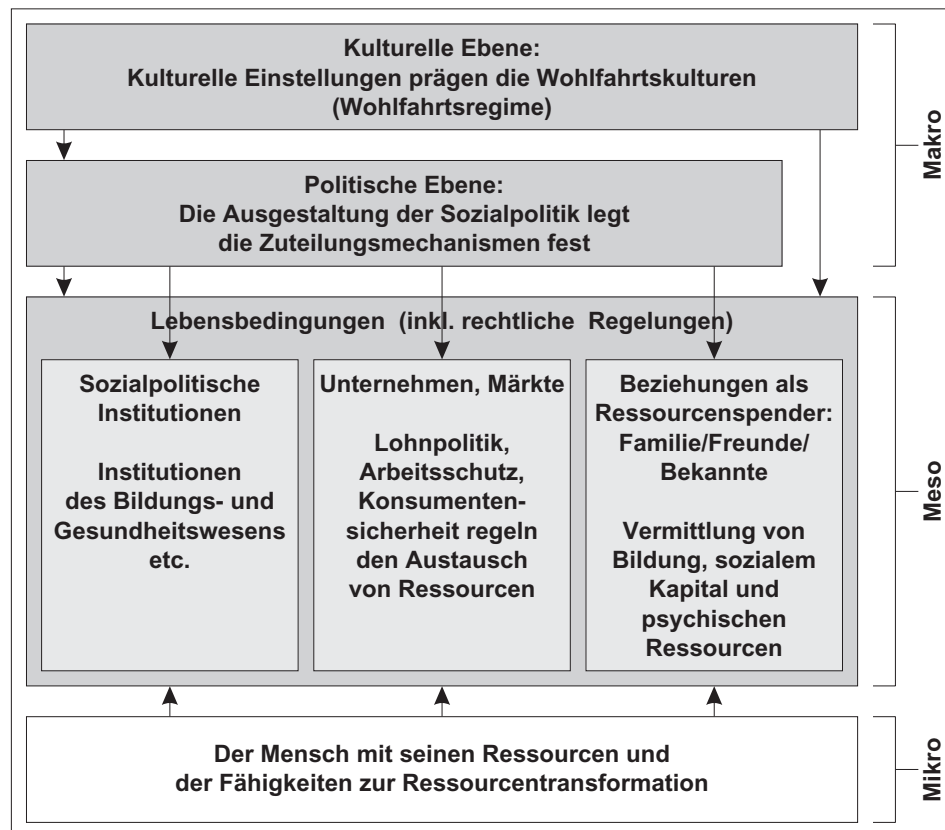 Kulturelle Ebene:
Kulturelle Einstellungen prägen die Wohlfahrtskulturen
(Wohlfahrtsregime)
Politische Ebene:
Die Ausgestaltung der Sozialpolitik legt
die Zuteilungsmechanismen fest
Makro
Lebensbedingungen (inkl. rechtliche Regelungen)
Sozialpolitische
Institutionen
Institutionen
des Bildungs- und
Gesundheitswesens
etc.
Unternehmen, Märkte
Lohnpolitik,
Arbeitsschutz,
Konsumenten-
sicherheit regeln
den Austausch
von Ressourcen
Beziehungen als
Ressourcenspender:
Familie/Freunde/
Bekannte
Vermittlung von
Bildung, sozialem
Kapital und
psychischen
Ressourcen
Meso
Der Mensch mit seinen Ressourcen und
der Fähigkeiten zur Ressourcentransformation
Mikro